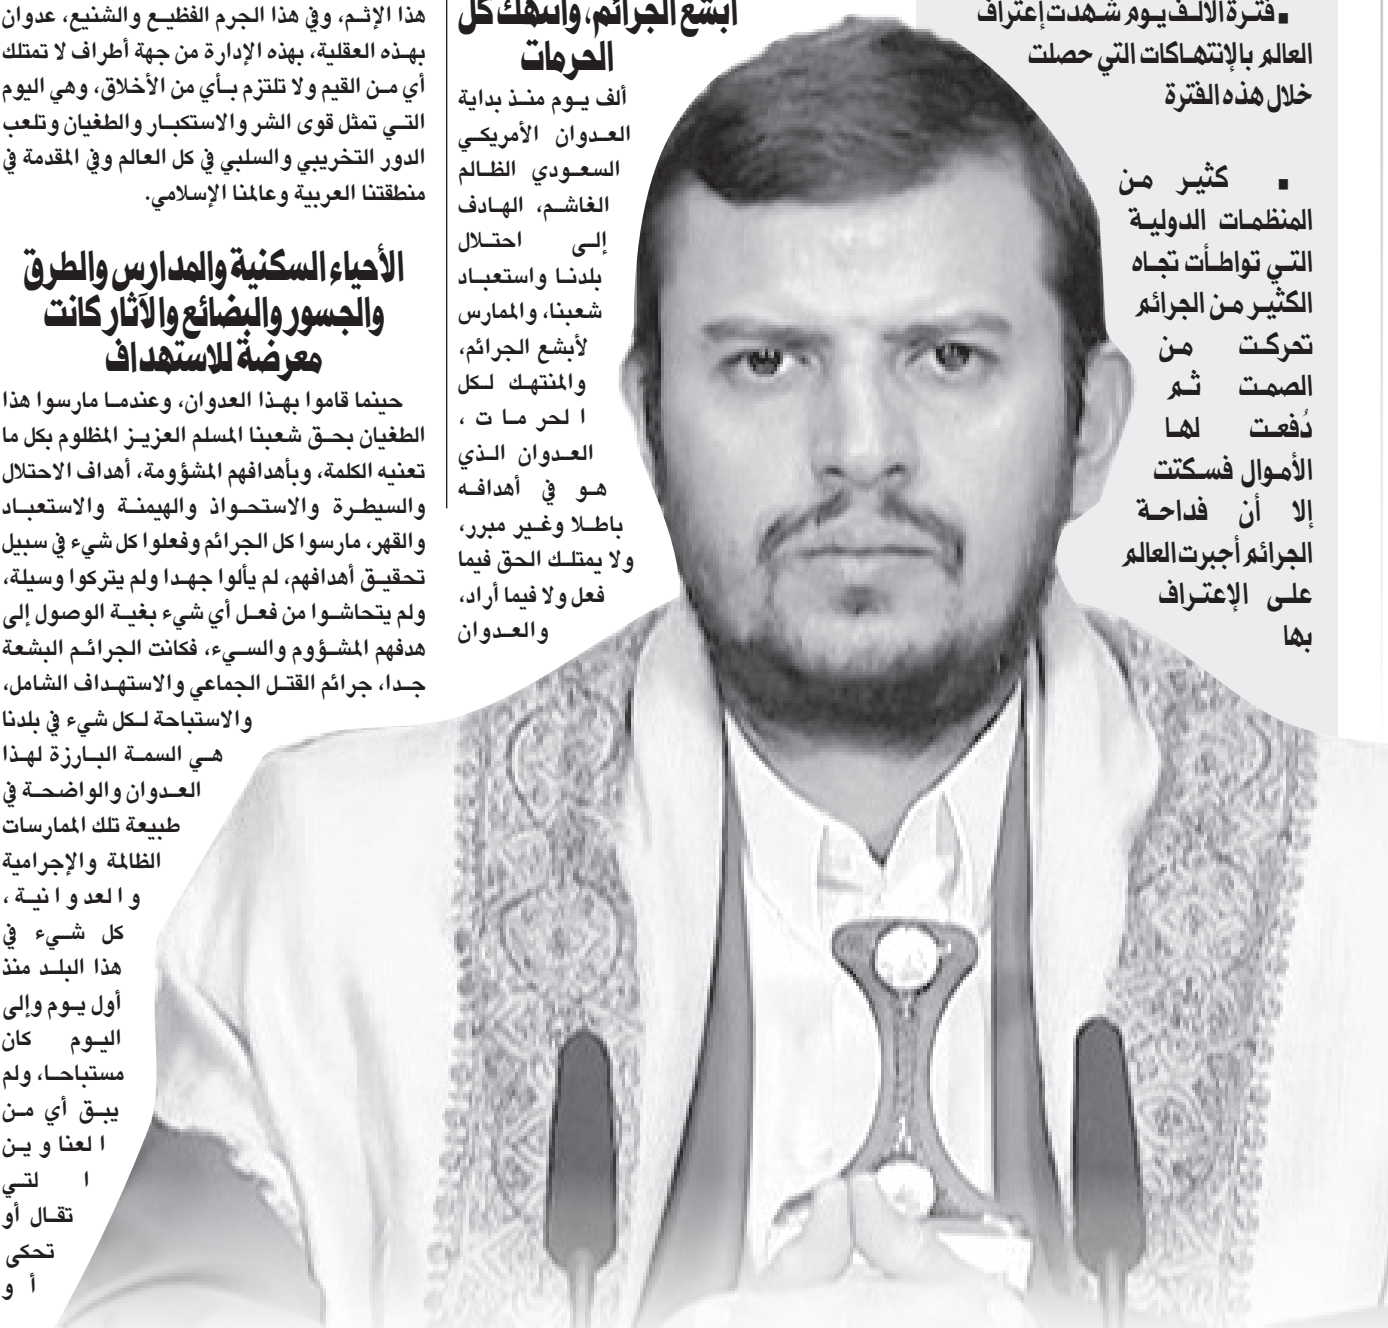 ▪ فترة الألف يوم شهدت إعتراف
العالم بالإنتهاكات التي حصلت
خلال هذه الفترة
▪ كثير من
المنظمات الدولية
التي تواطأت تجاه
الكثير من الجرائم
تحركت من
الصمت ثم
دُفعت لها
الأموال فسكتت
إلا أن فداحة
الجرائم أجبرت العالم
على الإعتراف
بها
أبشع الجرائم، وانتهك كل
الحرمات
ألف يوم منذ بداية
العدوان الأمريكي
السعودي الظالم
الغاشم، الهادف
إلى احتلال
بلدنا واستعباد
شعبنا، والممارس
لأبشع الجرائم،
والمنتهك لكل
الحرمات،
العدوان الذي
هو في أهدافه
باطلا وغير مبرر،
ولا يمتلك الحق فيما
فعل ولا فيما أراد،
والعدوان
هذا الإثم، وفي هذا الجرم الفظيع والشنيع، عدوان
بهذه العقلية، بهذه الإدارة من جهة أطراف لا تمتلك
أي من القيم ولا تلتزم بأي من الأخلاق، وهي اليوم
التي تمثل قوى الشر والاستكبار والطغيان وتلعب
الدور التخريبي والسلبي في كل العالم وفي المقدمة في
منطقتنا العربية وعالمنا الإسلامي.
الأحياء السكنية والمدارس والطرق
والجسور والبضائع والآثار كانت
معرضة للاستهداف
حينما قاموا بهذا العدوان، وعندما مارسوا هذا
الطغيان بحق شعبنا المسلم العزيز المظلوم بكل ما
تعنيه الكلمة، وبأهدافهم المشؤومة، أهداف الاحتلال
والسيطرة والاستحواذ والهيمنة والاستعباد
والقهر، مارسوا كل الجرائم وفعلوا كل شيء في سبيل
تحقيق أهدافهم، لم يألوا جهدا ولم يتركوا وسيلة،
ولم يتحاشوا من فعل أي شيء بغية الوصول إلى
هدفهم المشؤوم والسيء، فكانت الجرائم البشعة
جدا، جرائم القتل الجماعي والاستهداف الشامل،
والاستباحة لكل شيء في بلدنا
هي السمة البارزة لهذا
العدوان والواضحة في
طبيعة تلك الممارسات
الظالمة والإجرامية
والعدوانية،
كل شيء في
هذا البلد منذ
أول يوم وإلى
اليوم كان
مستباحا، ولم
يبق أي من
العناوين
التي
تقال أو
تحكى
أو